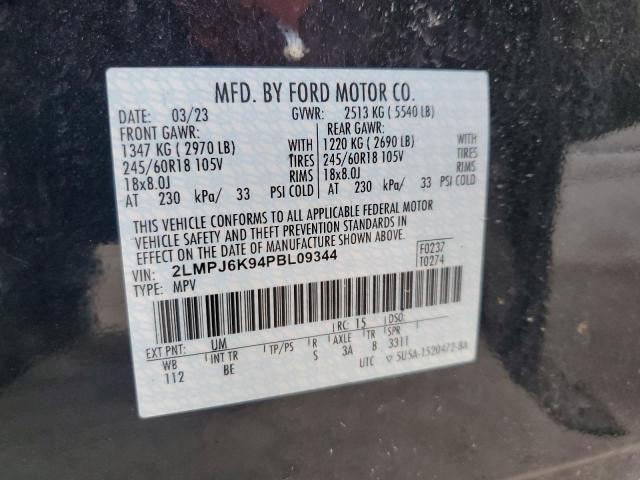 MFD. BY FORD MOTOR CO.
DATE: 03/23 GVWR: 2513 KG ( 5540 LB)
FRONT GAWR: REAR GAWR:
1347 KG ( 2970 LB) WITH 1220 KG ( 2690 LB) WITH
245/60R18 105V TIRES 245/60R18 105V TIRES
18x8.0J RIMS 18x8.0J RIMS
AT 230 kPa/ 33 PSI COLD AT 230 kPa/ 33 PSI COLD
THIS VEHICLE CONFORMS TO ALL APPLICABLE FEDERAL MOTOR
VEHICLE SAFETY AND THEFT PREVENTION STANDARDS IN
EFFECT ON THE DATE OF MANUFACTURE SHOWN ABOVE.
VIN: 2LMPJ6K94PBL09344 F0237
TYPE: MPV T0274
EXT PNT: UM RC: 15 DSO:
WB INT TR TP/PS R AXLE TR SPR
112 BE S 3A 8 3311
UTC ▽ 5U5A-1520472-BA